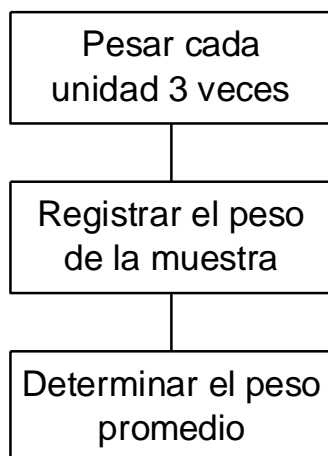 Pesar cada
unidad 3 veces
Registrar el peso
de la muestra
Determinar el peso
promedio